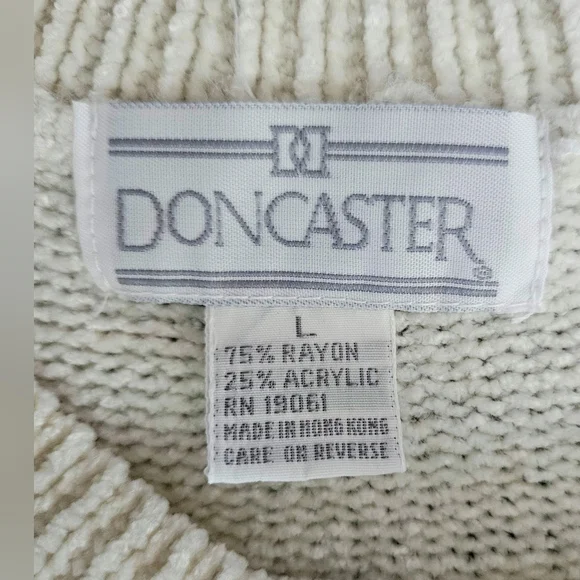 DONCASTER
®
L
75% RAYON
25% ACRYLIC
RN 19061
MADE IN HONG KONG
CARE ON REVERSE